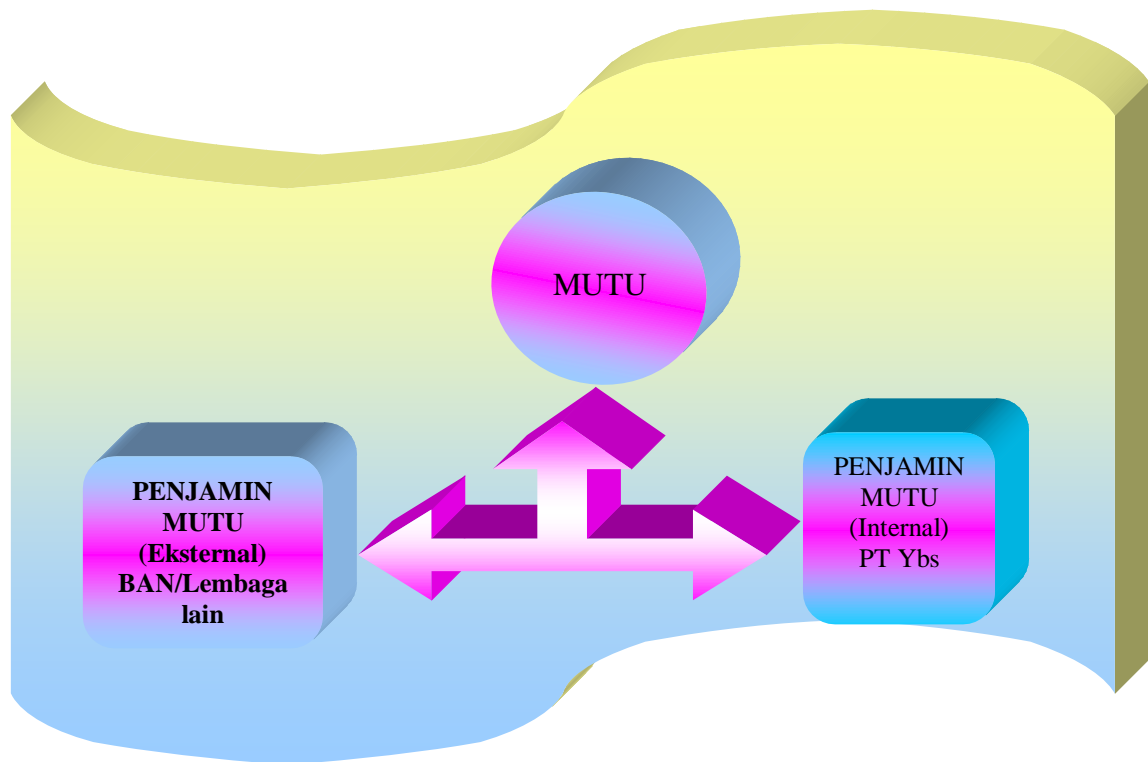 MUTU
PENJAMIN
MUTU
(Eksternal)
BAN/Lembaga
lain
PENJAMIN
MUTU
(Internal)
PT Ybs